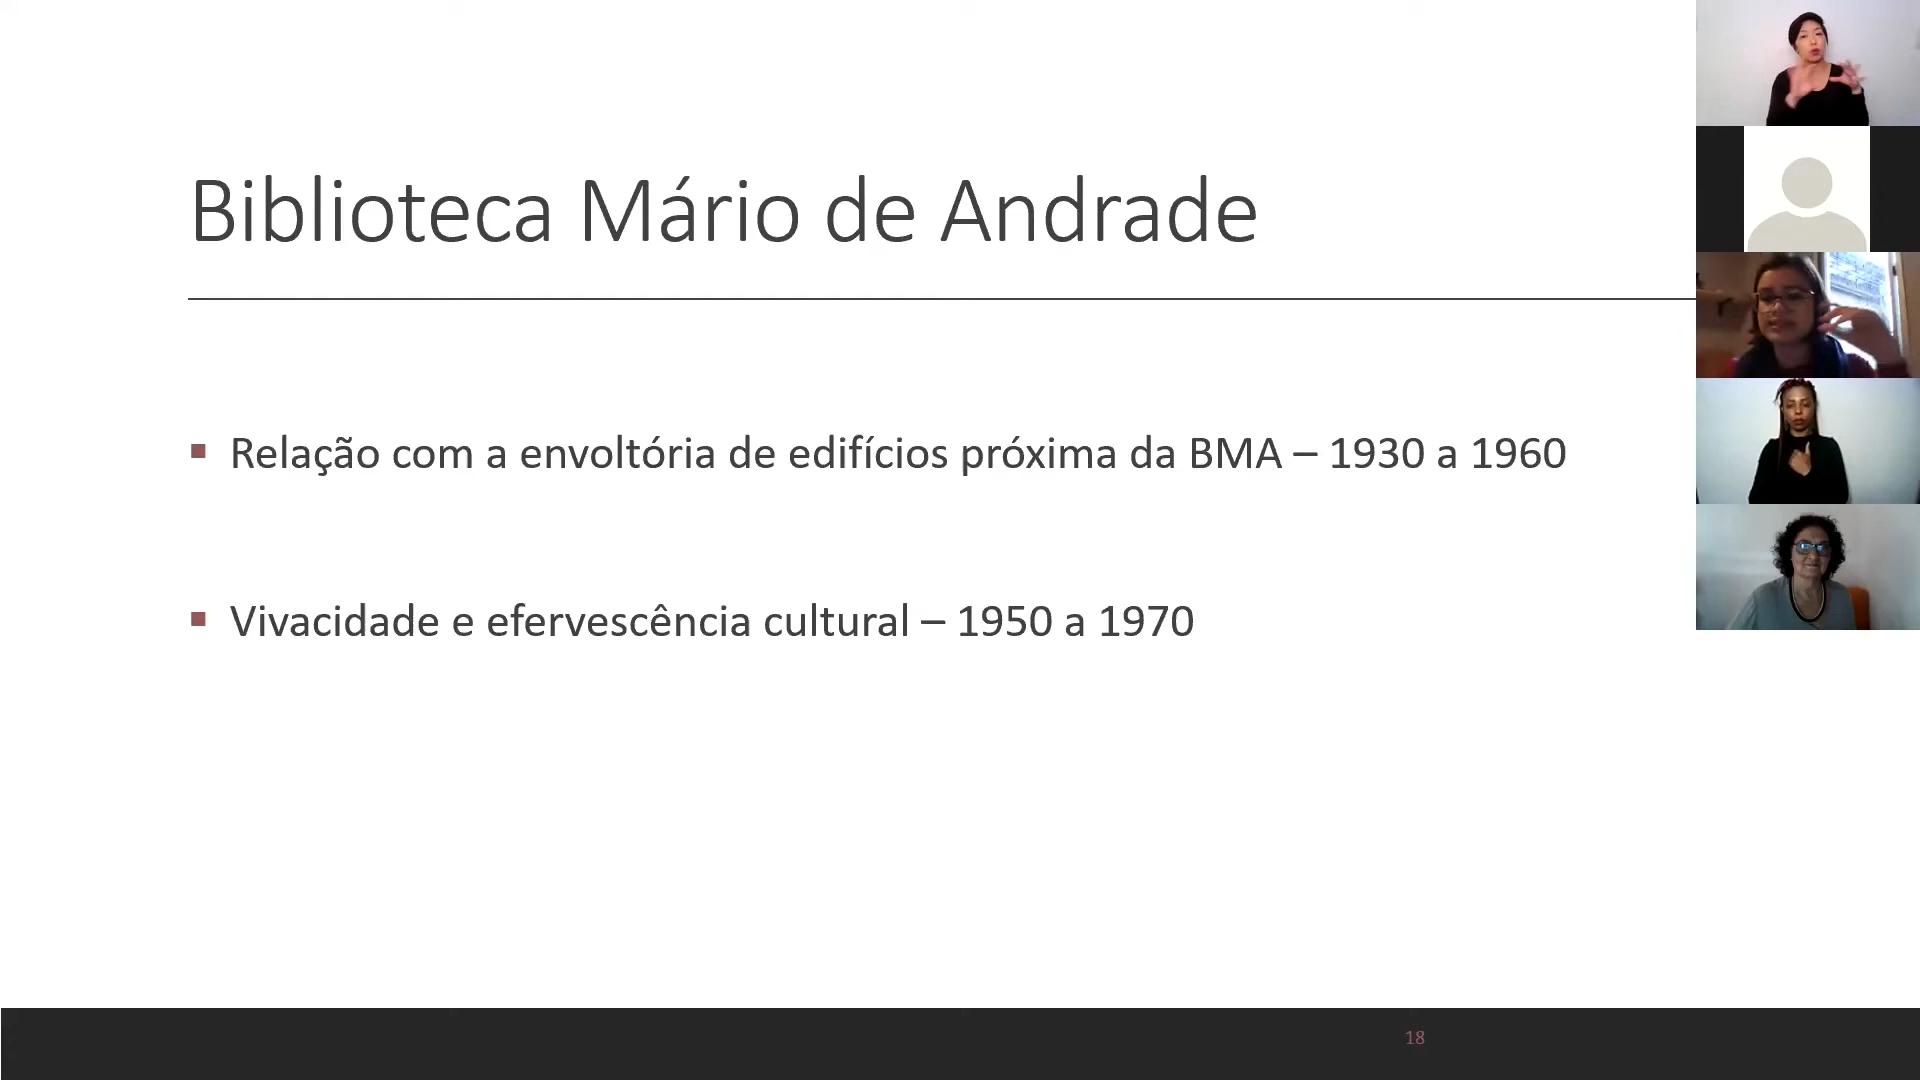 Biblioteca Mário de Andrade
Relação com a envoltória de edifícios próxima da BMA – 1930 a 1960
Vivacidade e efervescência cultural – 1950 a 1970
18